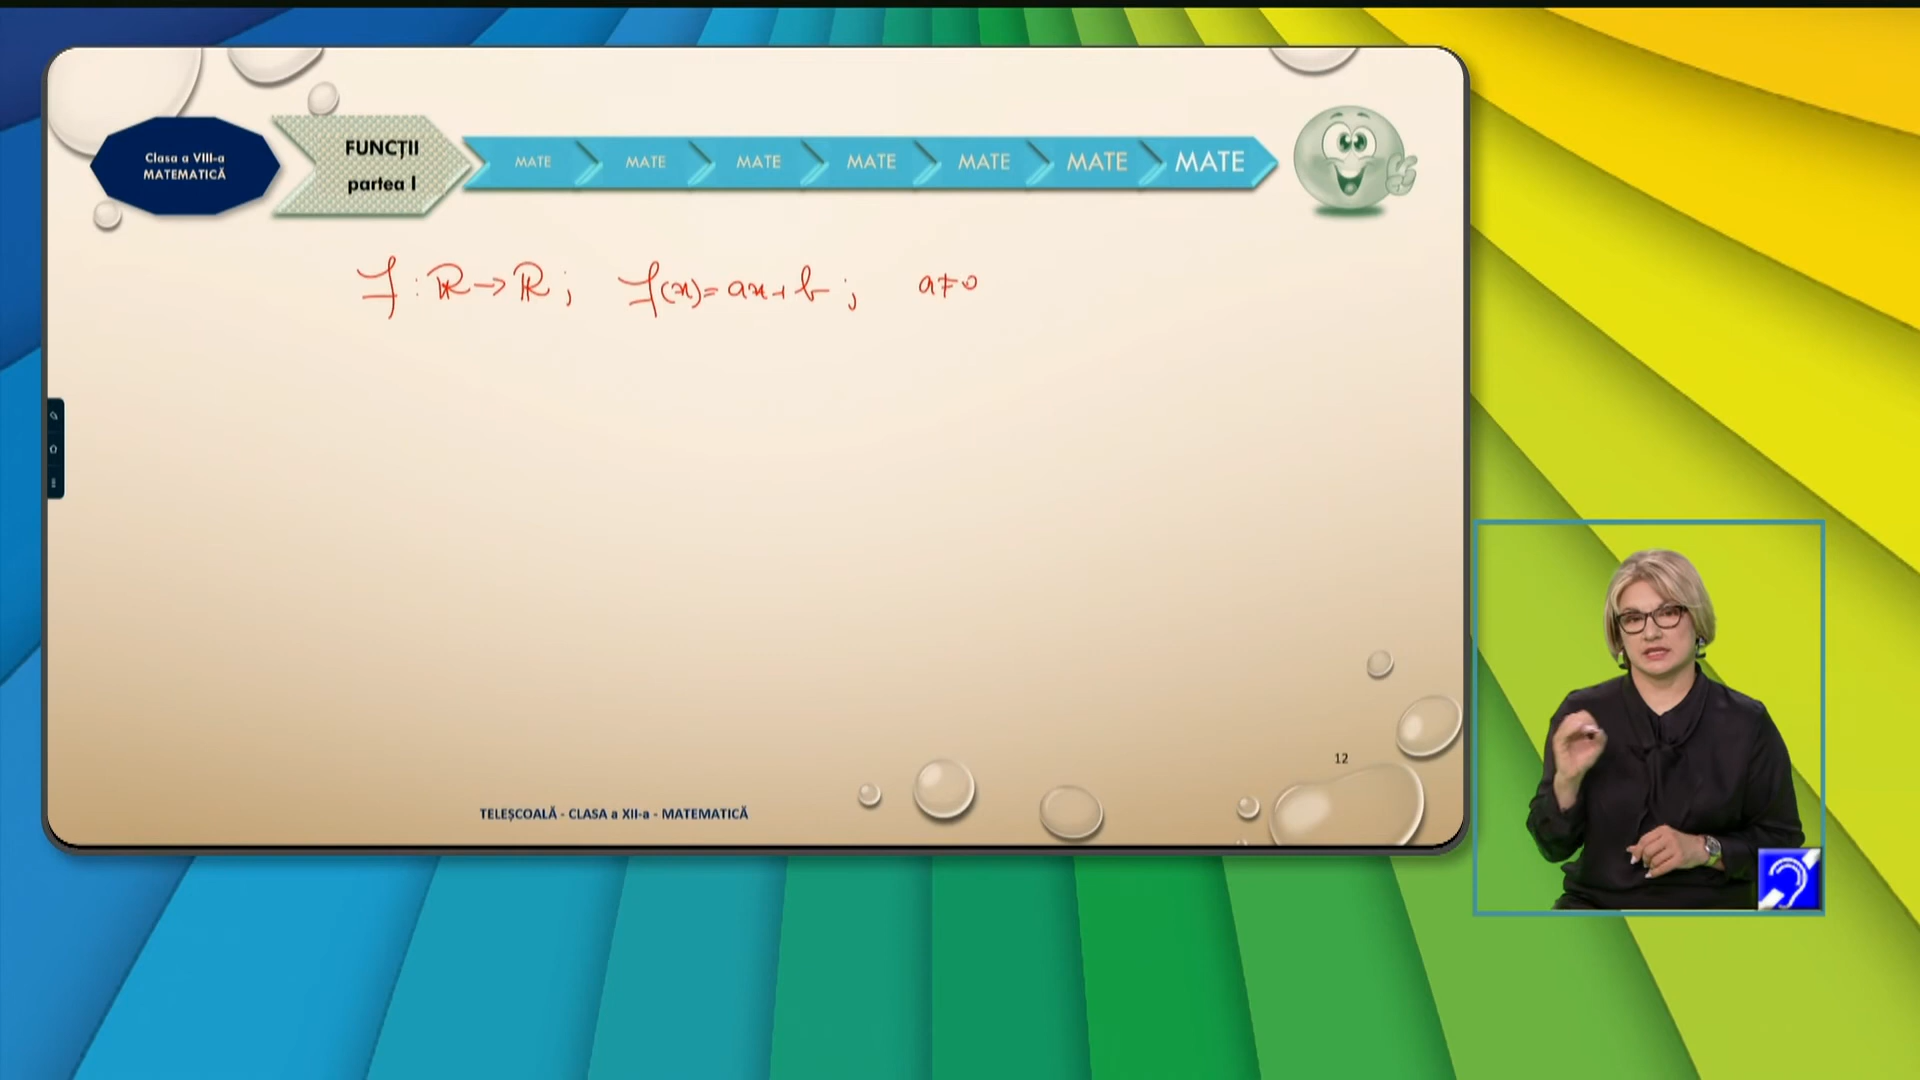 Clasa a VIII-a
MATEMATICĂ
FUNCȚII
partea I
MATE MATE MATE MATE MATE MATE MATE
f : ℝ → ℝ ; f(x) = ax + b ; a ≠ 0
12
TELEȘCOALĂ - CLASA a XII-a - MATEMATICĂ